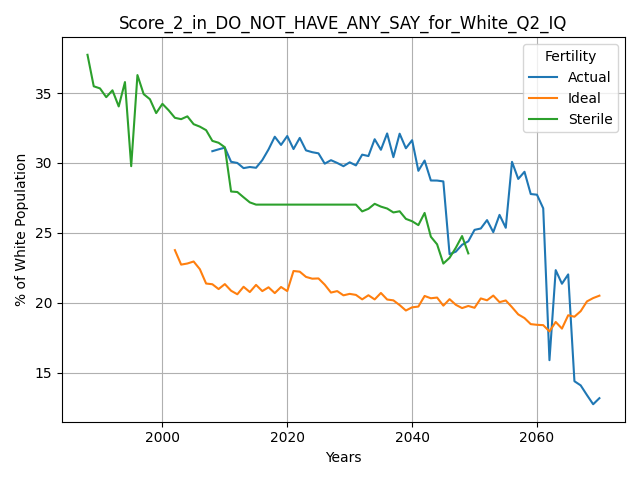 Score_2_in_DO_NOT_HAVE_ANY_SAY_for_White_Q2_IQ
Fertility
Actual
Ideal
Sterile
% of White Population
35
30
25
20
15
2000
2020
2040
2060
Years